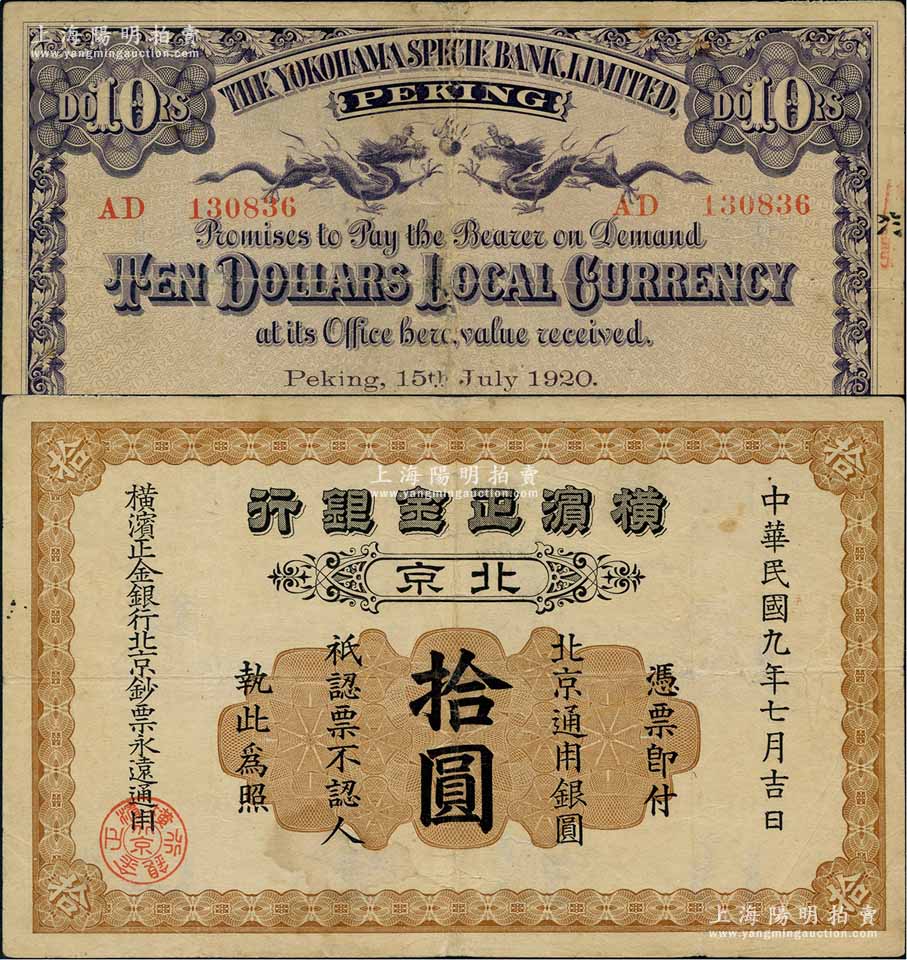 上海陽明拍賣
www.yangmingauction.com
THE YOKOHAMA SPECIE BANK, LIMITED,
PEKING
DO10RS
DO10RS
AD 130836
AD 130836
Promises to Pay the Bearer on Demand
TEN DOLLARS LOCAL CURRENCY
at its Office here, value received.
Peking, 15th July 1920.
拾
拾
上海陽明拍賣
www.yangmingauction.com
橫濱正金銀行
北京
中華民國九年七月吉日
憑票即付
北京通用銀圓
拾圓
祇認票不認人
執此爲照
橫濱正金銀行北京鈔票永遠通用
拾
拾
上海陽明拍賣
www.yangmingauction.com